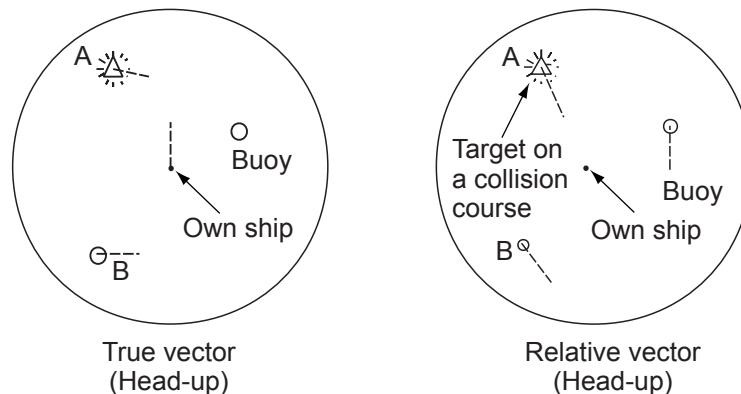 A
Buoy
Own ship
B
True vector
(Head-up)
A
Target on
a collision
course
Buoy
Own ship
B
Relative vector
(Head-up)